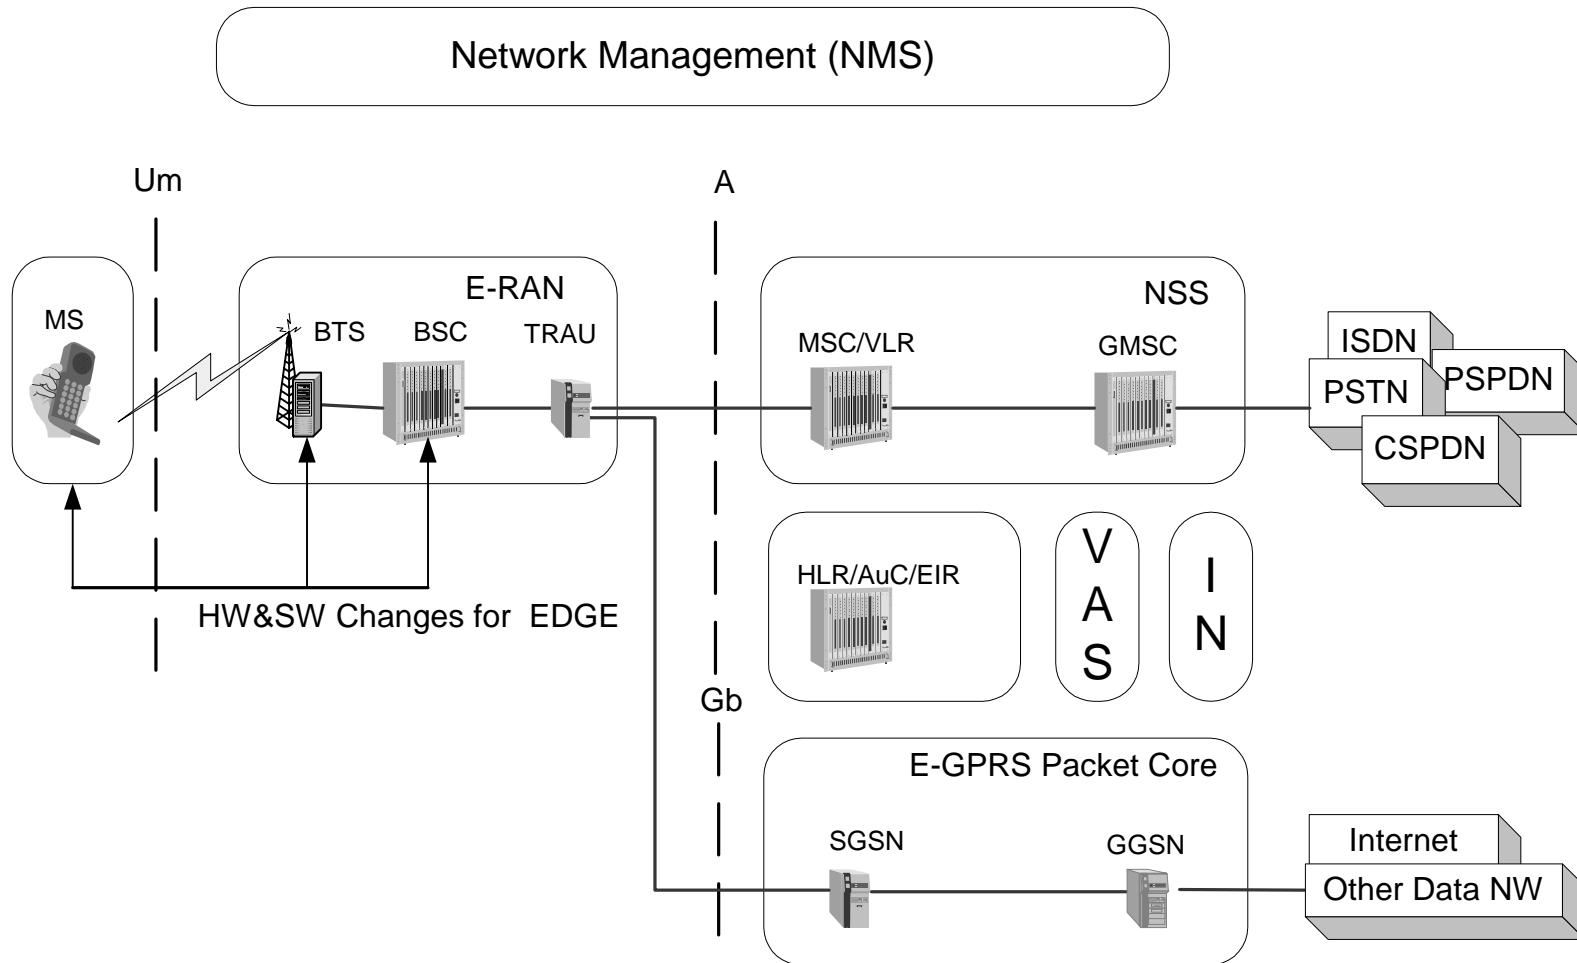 Network Management (NMS)
Um
A
E-RAN
NSS
MS
BTS
BSC
TRAU
MSC/VLR
GMSC
ISDN
PSPDN
PSTN
CSPDN
HW&SW Changes for EDGE
HLR/AuC/EIR
V
A
S
I
N
Gb
E-GPRS Packet Core
SGSN
GGSN
Internet
Other Data NW